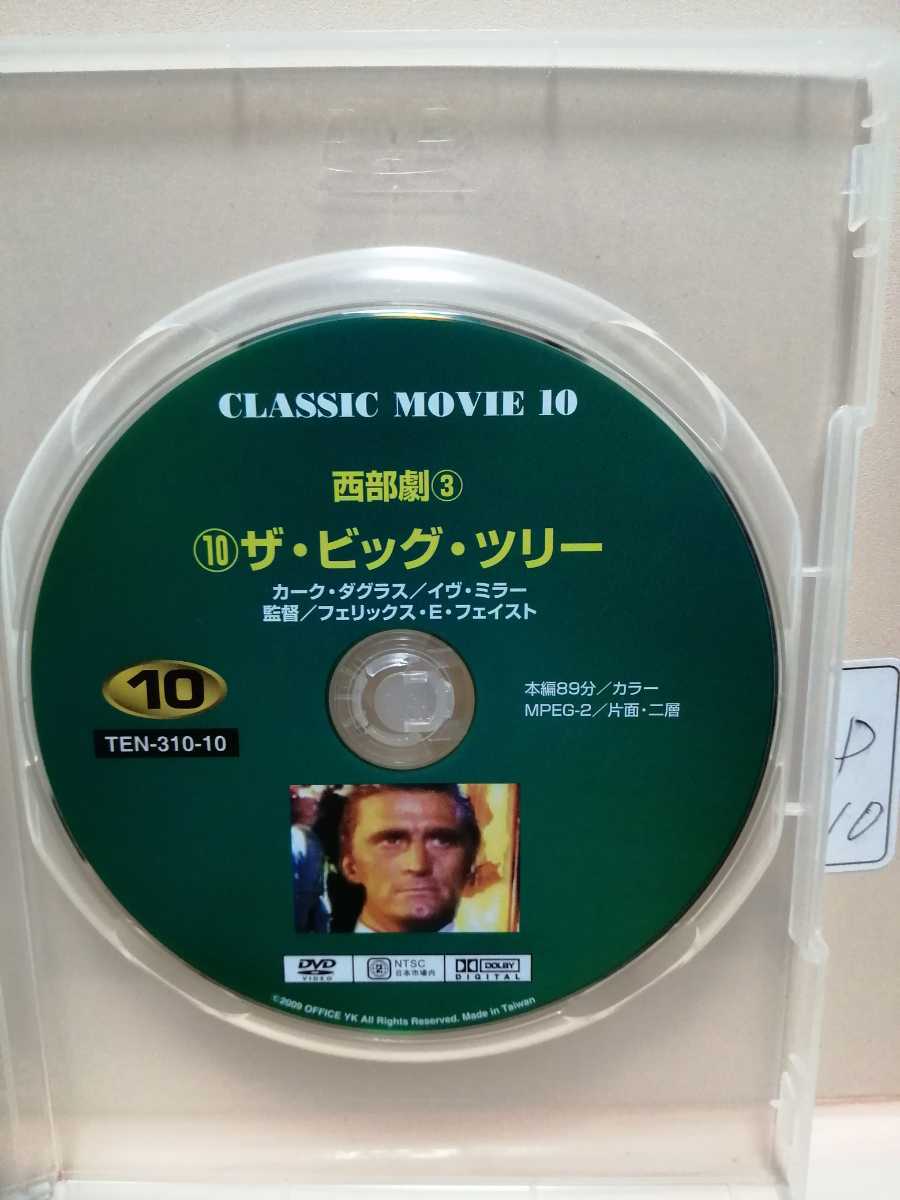 CLASSIC MOVIE 10
西部劇③
⑩ザ・ビッグ・ツリー
カーク・ダグラス／イヴ・ミラー
監督／フェリックス・E・フェイスト
10
TEN-310-10
本編89分／カラー
MPEG-2／片面・二層
DVD
VIDEO
2
NTSC
日本市場内
DOLBY
DIGITAL
©2009 OFFICE YK All Rights Reserved. Made in Taiwan
D
10